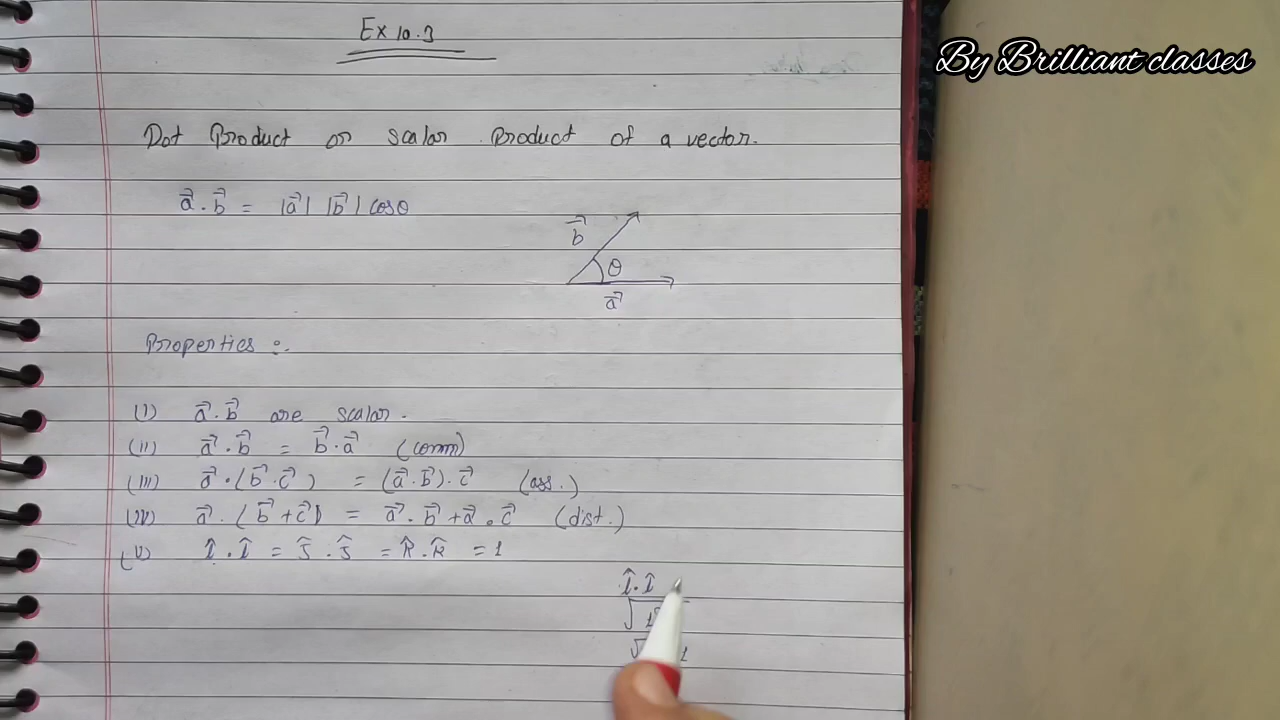 Ex 10.3
By Brilliant classes
Dot Product or scalar Product of a vector.
a⃗ . b⃗ = |a⃗| |b⃗| cosθ
b⃗
θ
a⃗
Properties :-
(I) a⃗ . b⃗ are scalar.
(II) a⃗ . b⃗ = b⃗ . a⃗ (comm)
(III) a⃗ . (b⃗ . c⃗) = (a⃗ . b⃗) . c⃗ (ass.)
(IV) a⃗ . (b⃗ + c⃗) = a⃗ . b⃗ + a⃗ . c⃗ (dist.)
(V) î . î = ĵ . ĵ = k̂ . k̂ = 1
î . î